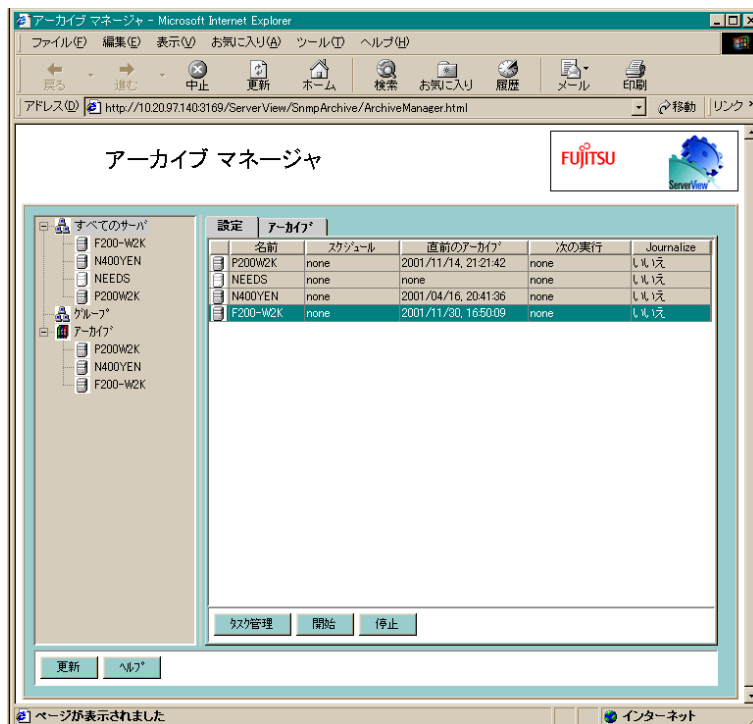 アーカイブ マネージャ - Microsoft Internet Explorer
ファイル(F) 編集(E) 表示(V) お気に入り(A) ツール(T) ヘルプ(H)
戻る 進む 中止 更新 ホーム 検索 お気に入り 履歴 メール 印刷
アドレス(D) http://10.20.97.140:3169/ServerView/SnmpArchive/ArchiveManager.html 移動 リンク »
アーカイブ マネージャ
FUJITSU
ServerView
すべてのサーバ
F200-W2K
N400YEN
NEEDS
P200W2K
グループ
アーカイブ
P200W2K
N400YEN
F200-W2K
設定 アーカイブ
名前 スケジュール 直前のアーカイブ 次の実行 Journalize
P200W2K none 2001/11/14, 21:21:42 none いいえ
NEEDS none none none いいえ
N400YEN none 2001/04/16, 20:41:36 none いいえ
F200-W2K none 2001/11/30, 16:50:09 none いいえ
タスク管理 開始 停止
更新 ヘルプ
ページが表示されました インターネット